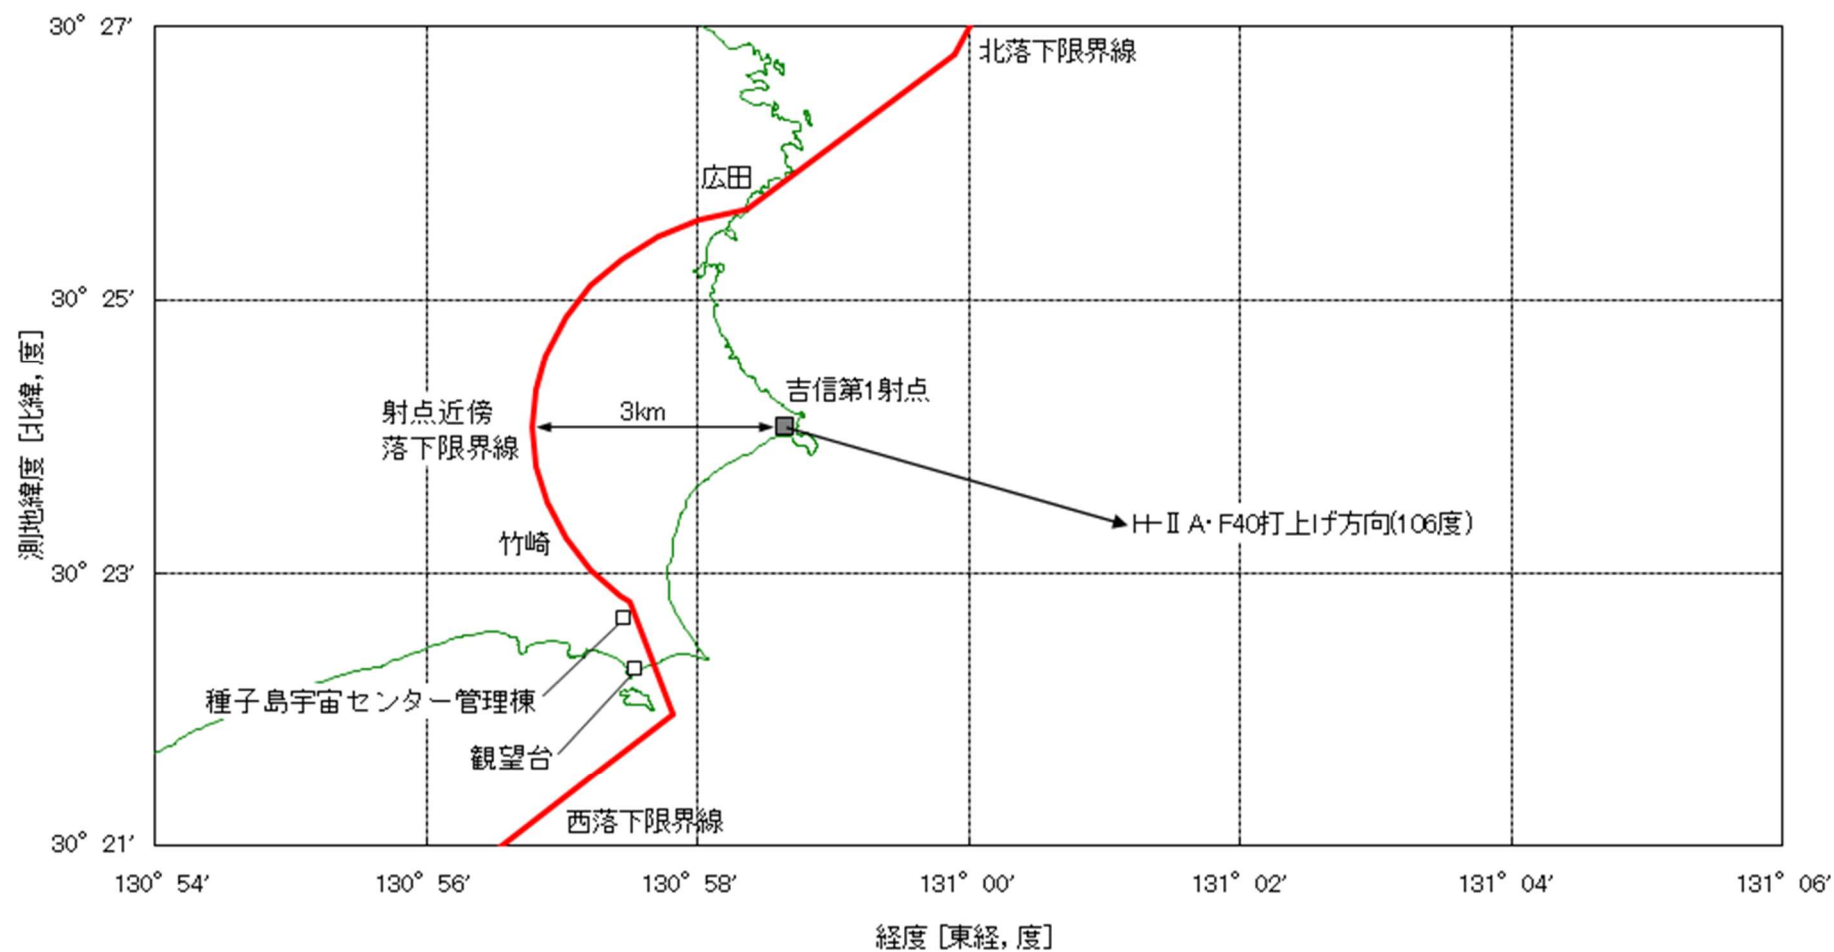 30° 27′
北落下限界線
広田
30° 25′
吉信第1射点
3km
射点近傍
落下限界線
測地緯度 [北緯, 度]
H-ⅡA・F40打上げ方向(106度)
竹崎
30° 23′
種子島宇宙センター管理棟
観望台
西落下限界線
30° 21′
130° 54′
130° 56′
130° 58′
131° 00′
131° 02′
131° 04′
131° 06′
経度 [東経, 度]